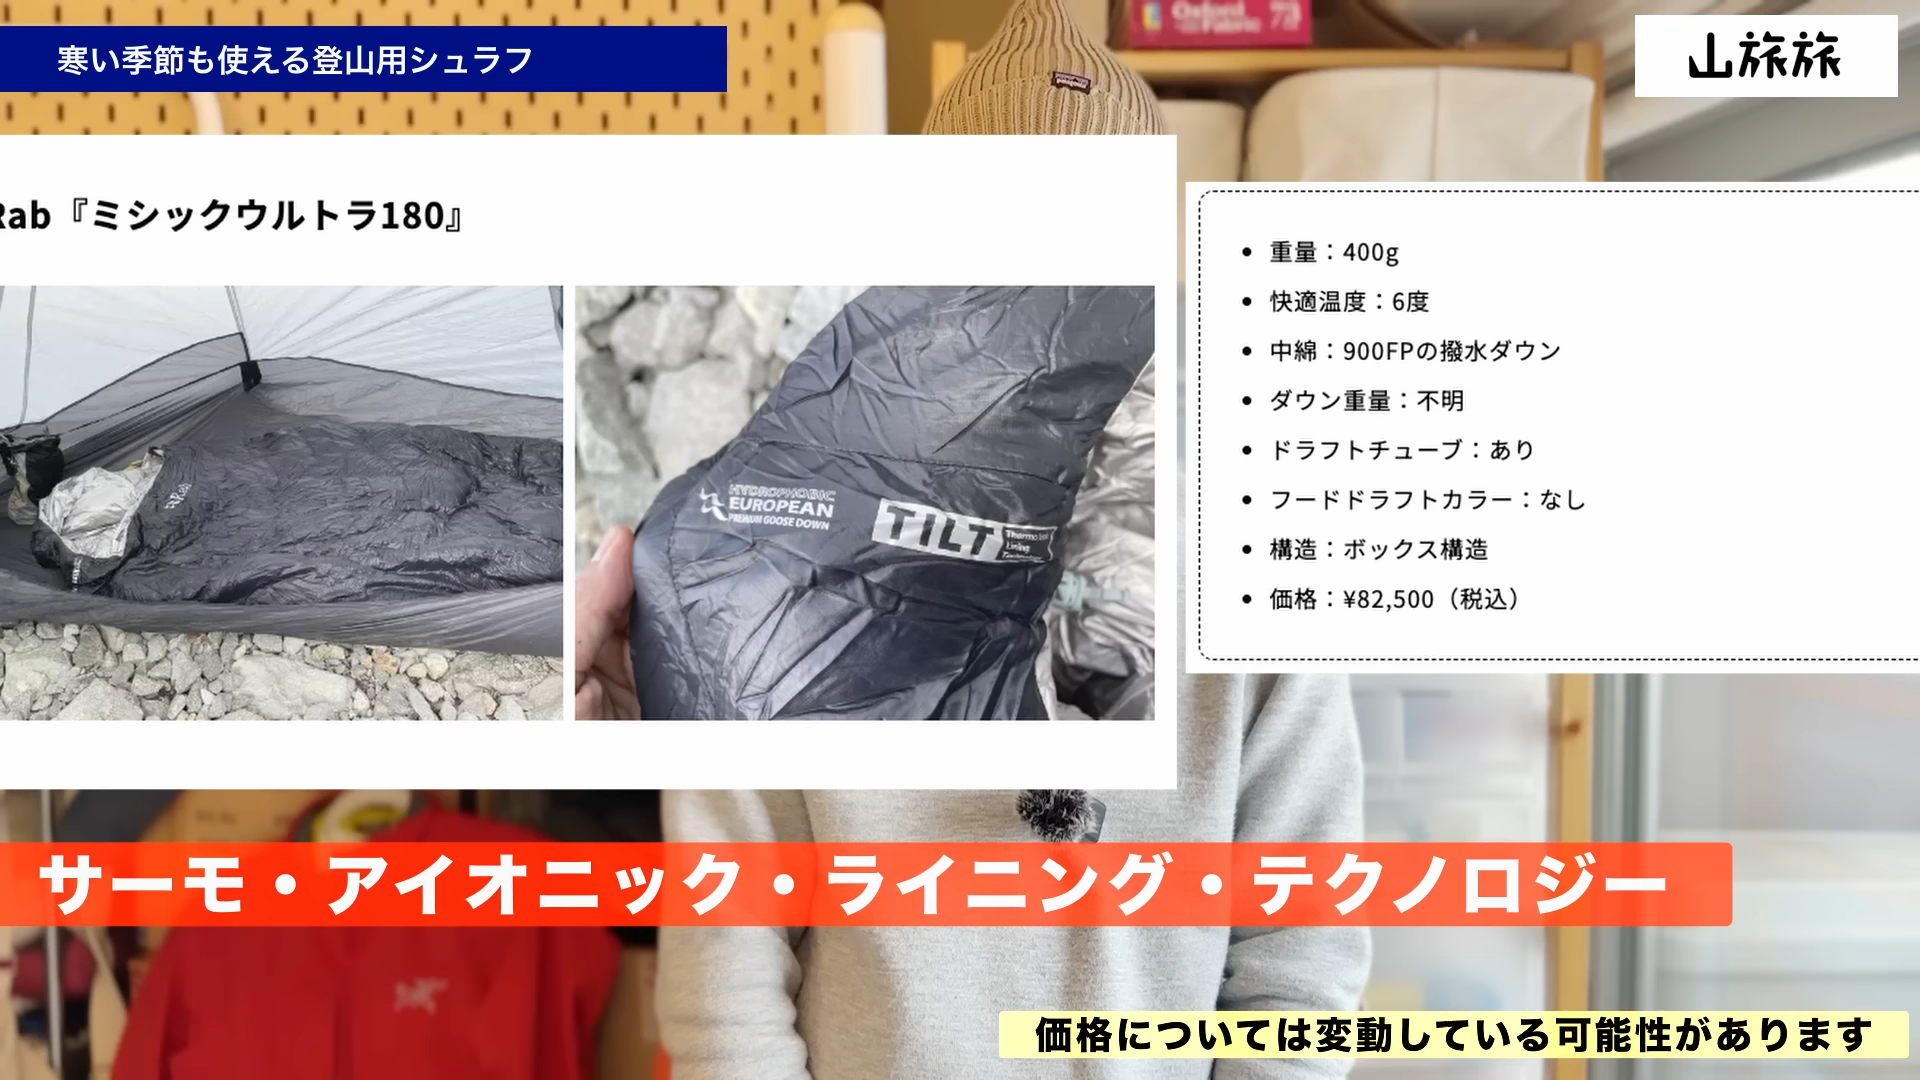 寒い季節も使える登山用シュラフ
山旅旅
Rab『ミシックウルトラ180』
HYDROPHOBIC
EUROPEAN
PREMIUM GOOSE DOWN
TILT
Thermo
Lining
Rab
・重量：400g
・快適温度：6度
・中綿：900FPの撥水ダウン
・ダウン重量：不明
・ドラフトチューブ：あり
・フードドラフトカラー：なし
・構造：ボックス構造
・価格：¥82,500（税込）
サーモ・アイオニック・ライニング・テクノロジー
価格については変動している可能性があります